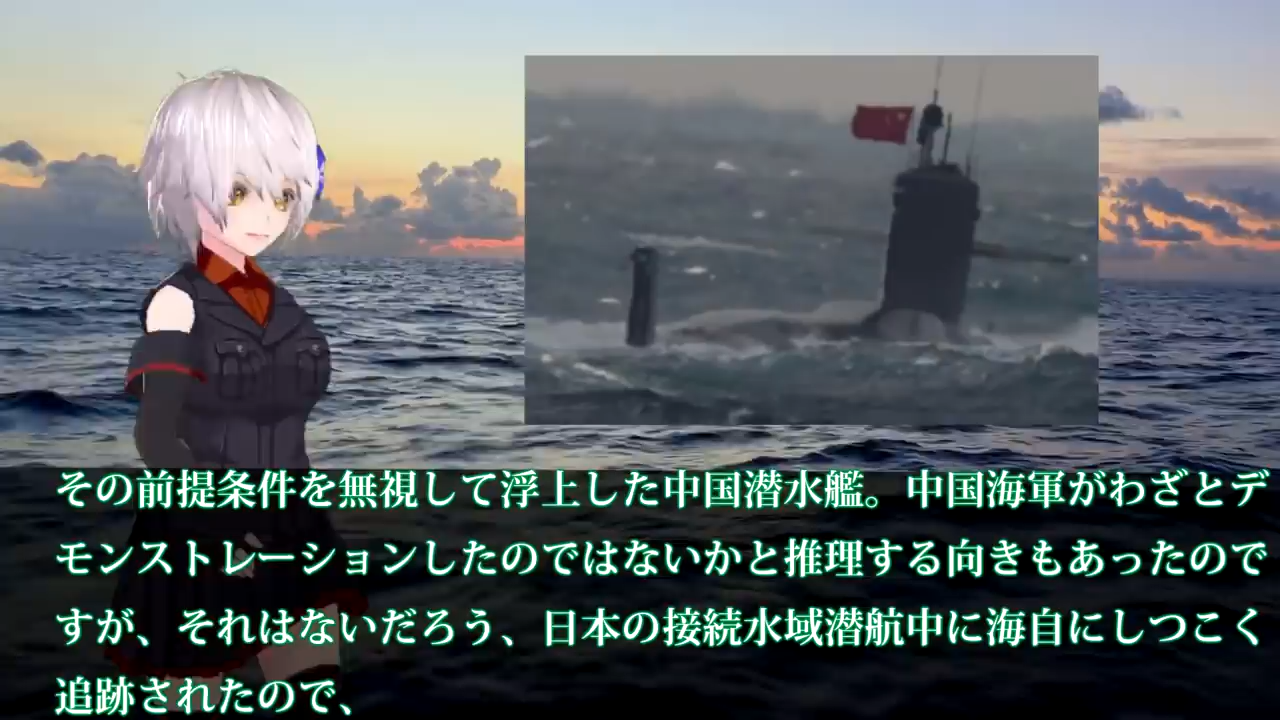 その前提条件を無視して浮上した中国潜水艦。中国海軍がわざとデ
モンストレーションしたのではないかと推理する向きもあったので
すが、それはないだろう、日本の接続水域潜航中に海自にしつこく
追跡されたので、